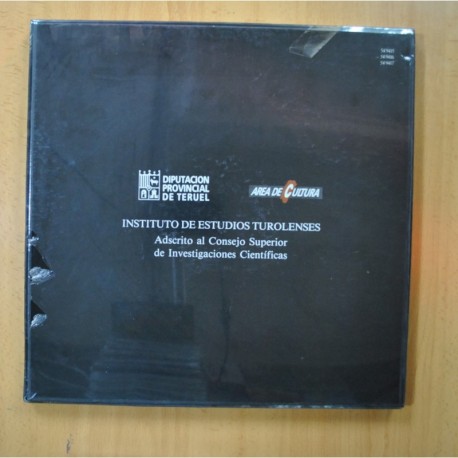 DIPUTACION
PROVINCIAL
DE TERUEL
AREA DE CULTURA
INSTITUTO DE ESTUDIOS TUROLENSES
Adscrito al Consejo Superior
de Investigaciones Científicas